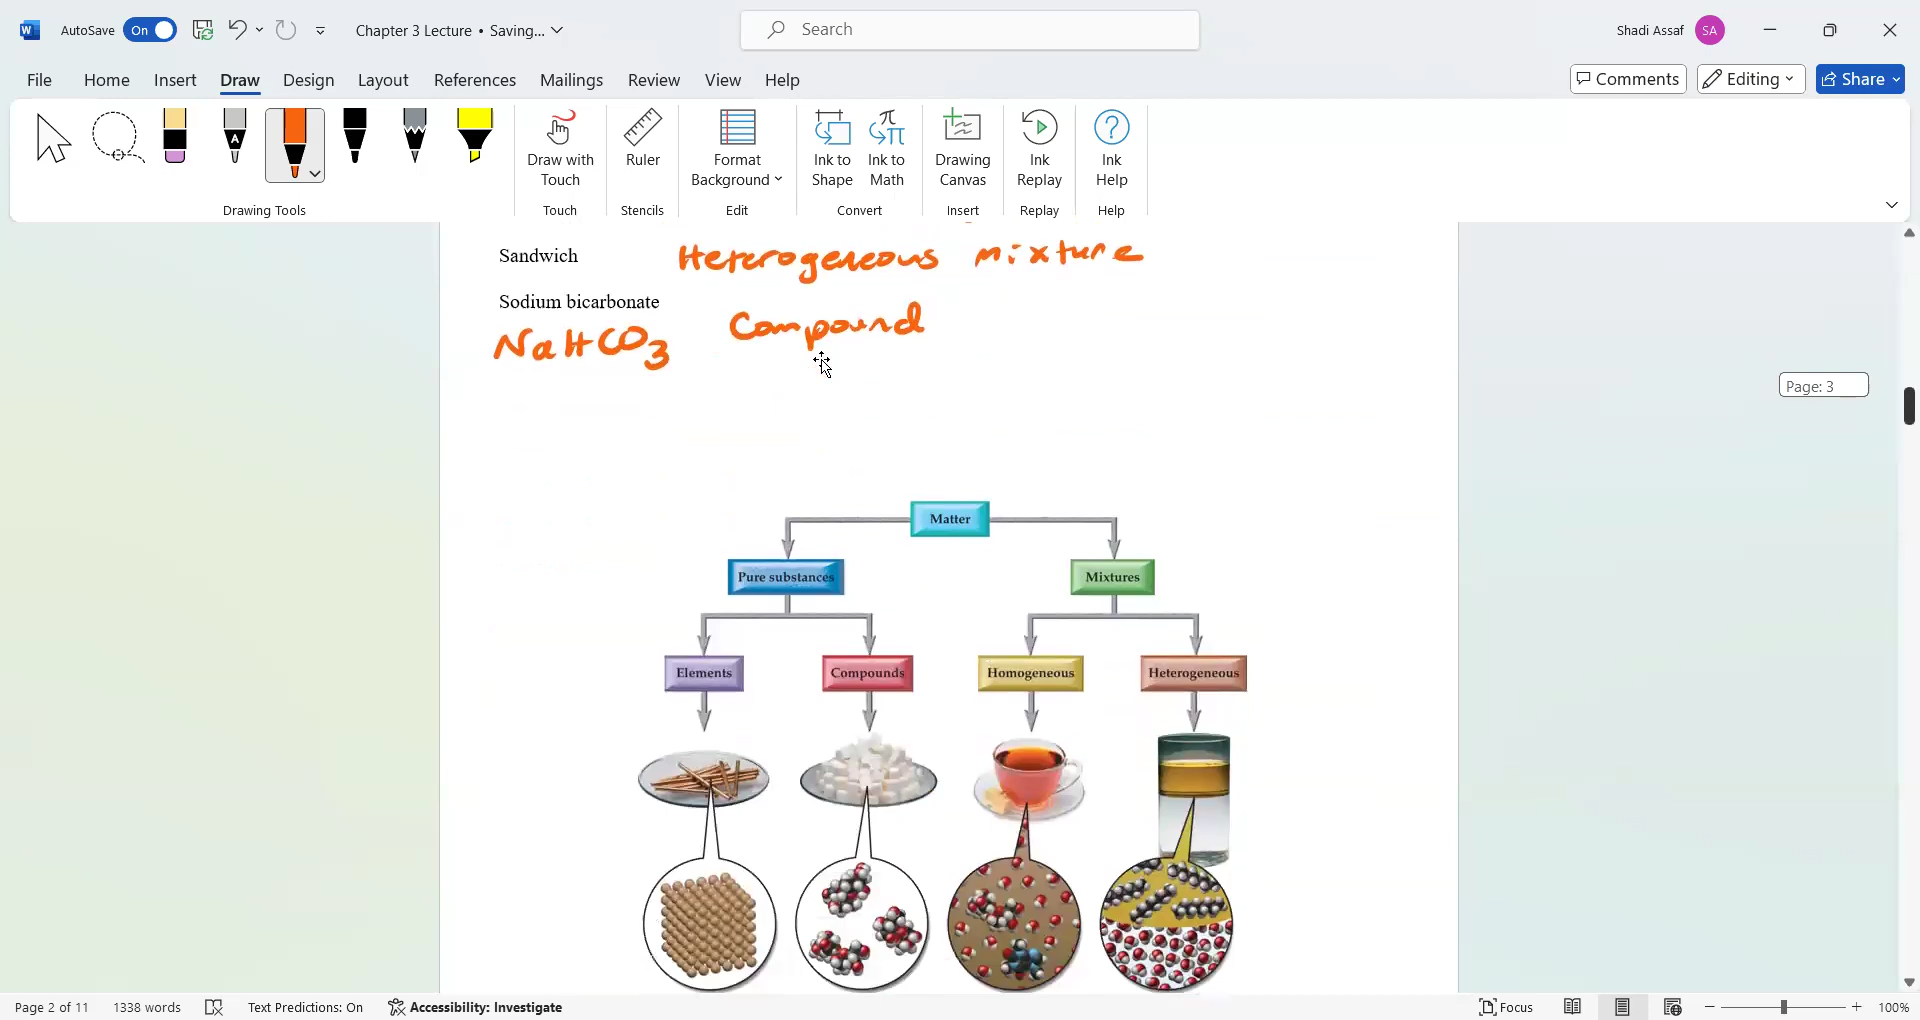 AutoSave On Chapter 3 Lecture • Saving... Search Shadi Assaf SA
File Home Insert Draw Design Layout References Mailings Review View Help Comments Editing Share
A
Draw with Touch
Ruler
Format Background
Ink to Shape
Ink to Math
Drawing Canvas
Ink Replay
Ink Help
Drawing Tools Touch Stencils Edit Convert Insert Replay Help
Sandwich Heterogeneous mixture
Sodium bicarbonate
NaHCO3 Compound
Page: 3
Matter
Pure substances Mixtures
Elements Compounds Homogeneous Heterogeneous
Page 2 of 11 1338 words Text Predictions: On Accessibility: Investigate Focus 100%